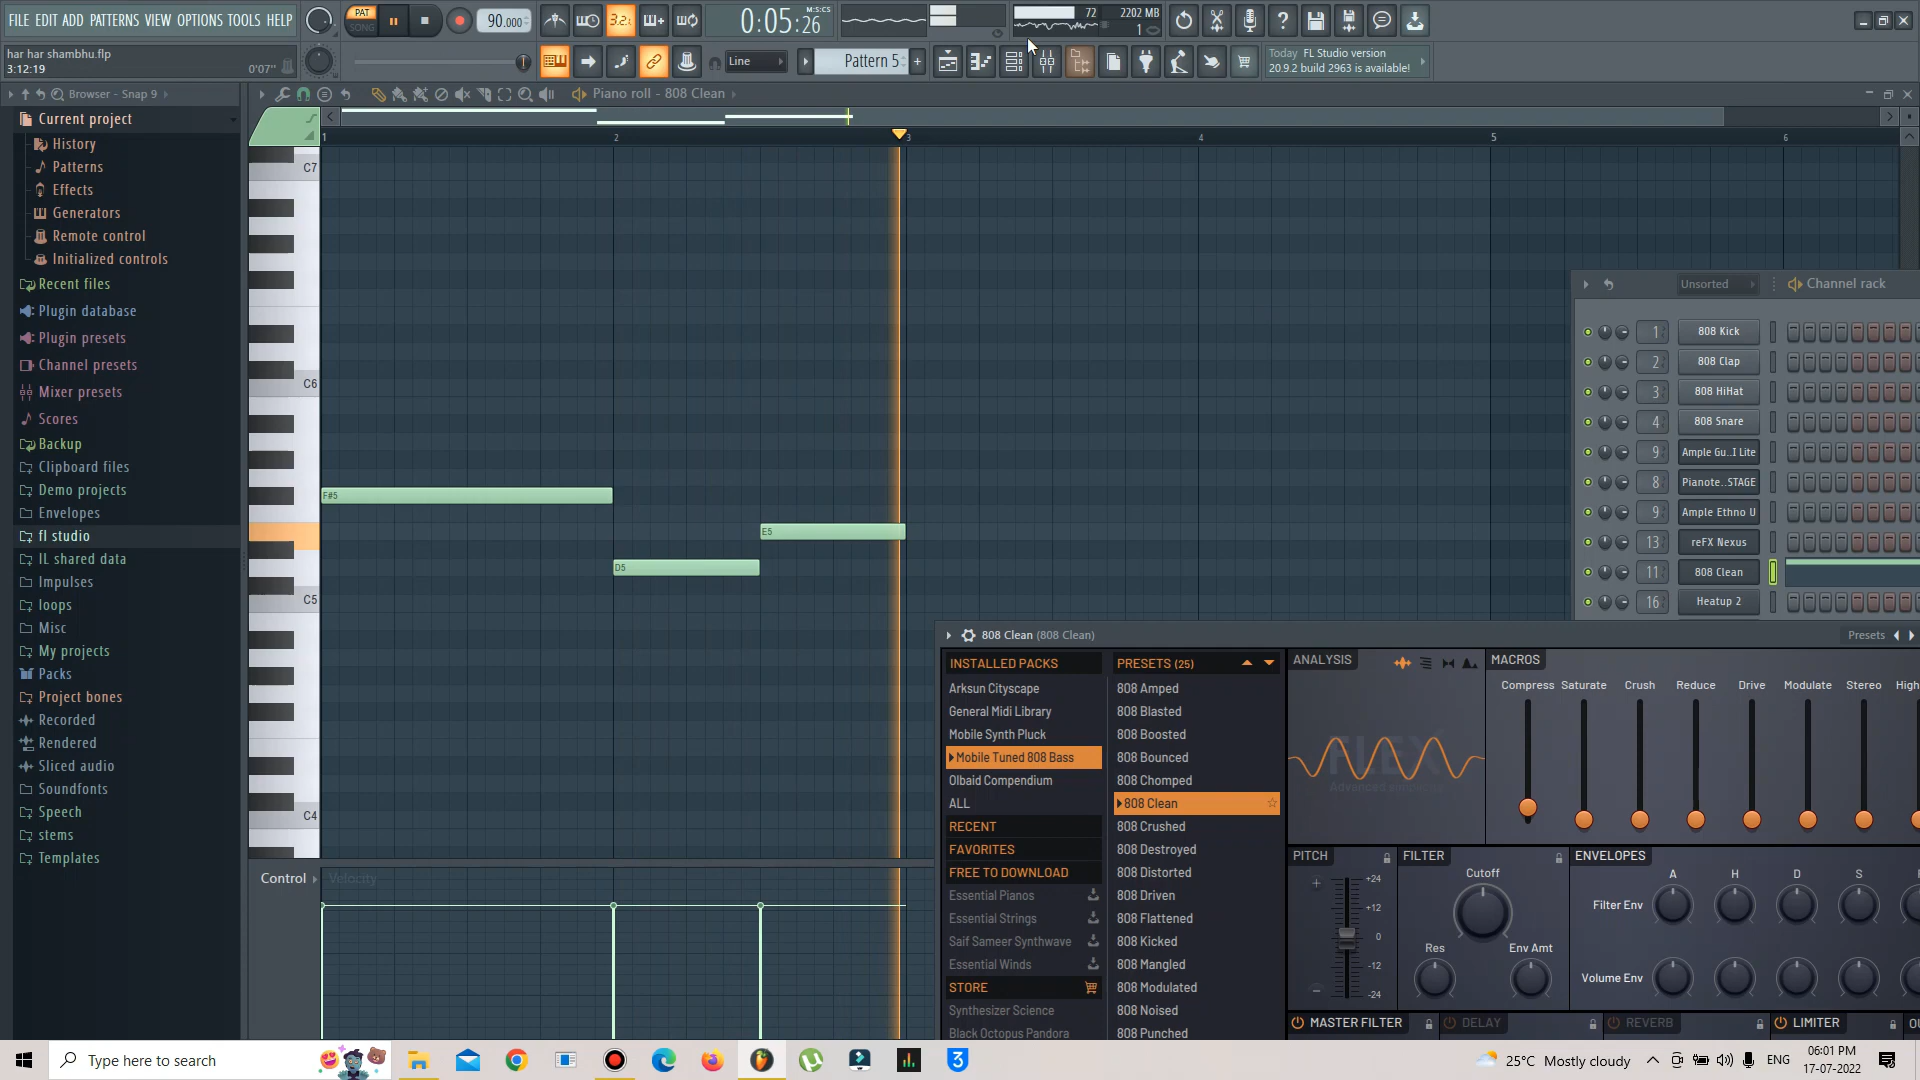 FILE EDIT ADD PATTERNS VIEW OPTIONS TOOLS HELP
PAT
SONG
3.2.
90.000
0:05:26
M:S:CS
72
2202 MB
1
har har shambhu.flp
3:12:19
0'07"
Line
Pattern 5
Today FL Studio version
20.9.2 build 2963 is available!
Browser - Snap 9
Piano roll - 808 Clean
Current project
History
Patterns
Effects
Generators
Remote control
Initialized controls
Recent files
Plugin database
Plugin presets
Channel presets
Mixer presets
Scores
Backup
Clipboard files
Demo projects
Envelopes
fl studio
IL shared data
Impulses
loops
Misc
My projects
Packs
Project bones
Recorded
Rendered
Sliced audio
Soundfonts
Speech
stems
Templates
1 2 3 4 5 6
C7
C6
C5
C4
F#5
E5
D5
Control
Velocity
Unsorted
Channel rack
1 808 Kick
2 808 Clap
3 808 HiHat
4 808 Snare
9 Ample Gu..I Lite
8 Pianote..STAGE
9 Ample Ethno U
13 reFX Nexus
11 808 Clean
16 Heatup 2
808 Clean (808 Clean)
Presets
INSTALLED PACKS
Arksun Cityscape
General Midi Library
Mobile Synth Pluck
Mobile Tuned 808 Bass
Olbaid Compendium
ALL
RECENT
FAVORITES
FREE TO DOWNLOAD
Essential Pianos
Essential Strings
Saif Sameer Synthwave
Essential Winds
STORE
Synthesizer Science
Black Octopus Pandora
PRESETS (25)
808 Amped
808 Blasted
808 Boosted
808 Bounced
808 Chomped
808 Clean
808 Crushed
808 Destroyed
808 Distorted
808 Driven
808 Flattened
808 Kicked
808 Mangled
808 Modulated
808 Noised
808 Punched
ANALYSIS
FLEX
Advanced simplicity
MACROS
Compress Saturate Crush Reduce Drive Modulate Stereo High
PITCH
+24
+12
0
-12
-24
FILTER
Cutoff
Res
Env Amt
ENVELOPES
A H D S
Filter Env
Volume Env
MASTER FILTER
DELAY
REVERB
LIMITER
Type here to search
25°C Mostly cloudy
ENG
06:01 PM
17-07-2022